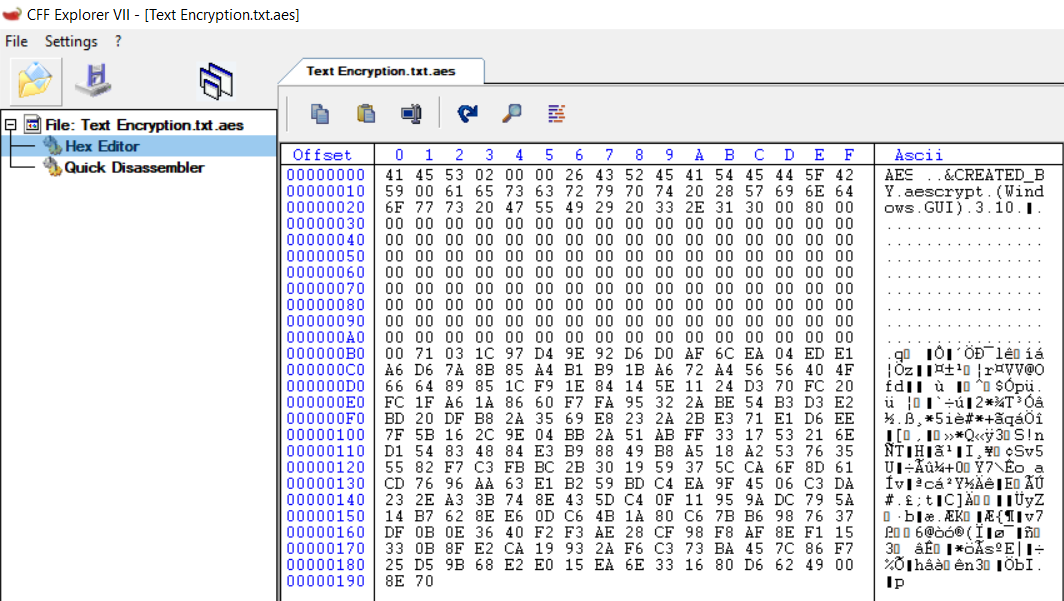 CFF Explorer VII - [Text Encryption.txt.aes]
File Settings ?
Text Encryption.txt.aes
File: Text Encryption.txt.aes
Hex Editor
Quick Disassembler
Offset 0 1 2 3 4 5 6 7 8 9 A B C D E F Ascii
00000000 41 45 53 02 00 00 26 43 52 45 41 54 45 44 5F 42 AES ..&CREATED_B
00000010 59 00 61 65 73 63 72 79 70 74 20 28 57 69 6E 64 Y.aescrypt.(Wind
00000020 6F 77 73 20 47 55 49 29 20 33 2E 31 30 00 80 00 ows.GUI).3.10.▮.
00000030 00 00 00 00 00 00 00 00 00 00 00 00 00 00 00 00 ................
00000040 00 00 00 00 00 00 00 00 00 00 00 00 00 00 00 00 ................
00000050 00 00 00 00 00 00 00 00 00 00 00 00 00 00 00 00 ................
00000060 00 00 00 00 00 00 00 00 00 00 00 00 00 00 00 00 ................
00000070 00 00 00 00 00 00 00 00 00 00 00 00 00 00 00 00 ................
00000080 00 00 00 00 00 00 00 00 00 00 00 00 00 00 00 00 ................
00000090 00 00 00 00 00 00 00 00 00 00 00 00 00 00 00 00 ................
000000A0 00 00 00 00 00 00 00 00 00 00 00 00 00 00 00 00 ................
000000B0 00 71 03 1C 97 D4 9E 92 D6 D0 AF 6C EA 04 ED E1
000000C0 A6 D6 7A 8B 85 A4 B1 B9 1B A6 72 A4 56 56 40 4F
000000D0 66 64 89 85 1C F9 1E 84 14 5E 11 24 D3 70 FC 20
000000E0 FC 1F A6 1A 86 60 F7 FA 95 32 2A BE 54 B3 D3 E2
000000F0 BD 20 DF B8 2A 35 69 E8 23 2A 2B E3 71 E1 D6 EE ½.ß¸*5iè#*+ãqáÖî
00000100 7F 5B 16 2C 9E 04 BB 2A 51 AB FF 33 17 53 21 6E
00000110 D1 54 83 48 84 E3 B9 88 49 B8 A5 18 A2 53 76 35
00000120 55 82 F7 C3 FB BC 2B 30 19 59 37 5C CA 6F 8D 61
00000130 CD 76 96 AA 63 E1 B2 59 BD C4 EA 9F 45 06 C3 DA
00000140 23 2E A3 3B 74 8E 43 5D C4 0F 11 95 9A DC 79 5A
00000150 14 B7 62 8E E6 0D C6 4B 1A 80 C6 7B B6 98 76 37
00000160 DF 0B 0E 36 40 F2 F3 AE 28 CF 98 F8 AF 8E F1 15
00000170 33 0B 8F E2 CA 19 93 2A F6 C3 73 BA 45 7C 86 F7
00000180 25 D5 9B 68 E2 E0 15 EA 6E 33 16 80 D6 62 49 00
00000190 8E 70 ▮p